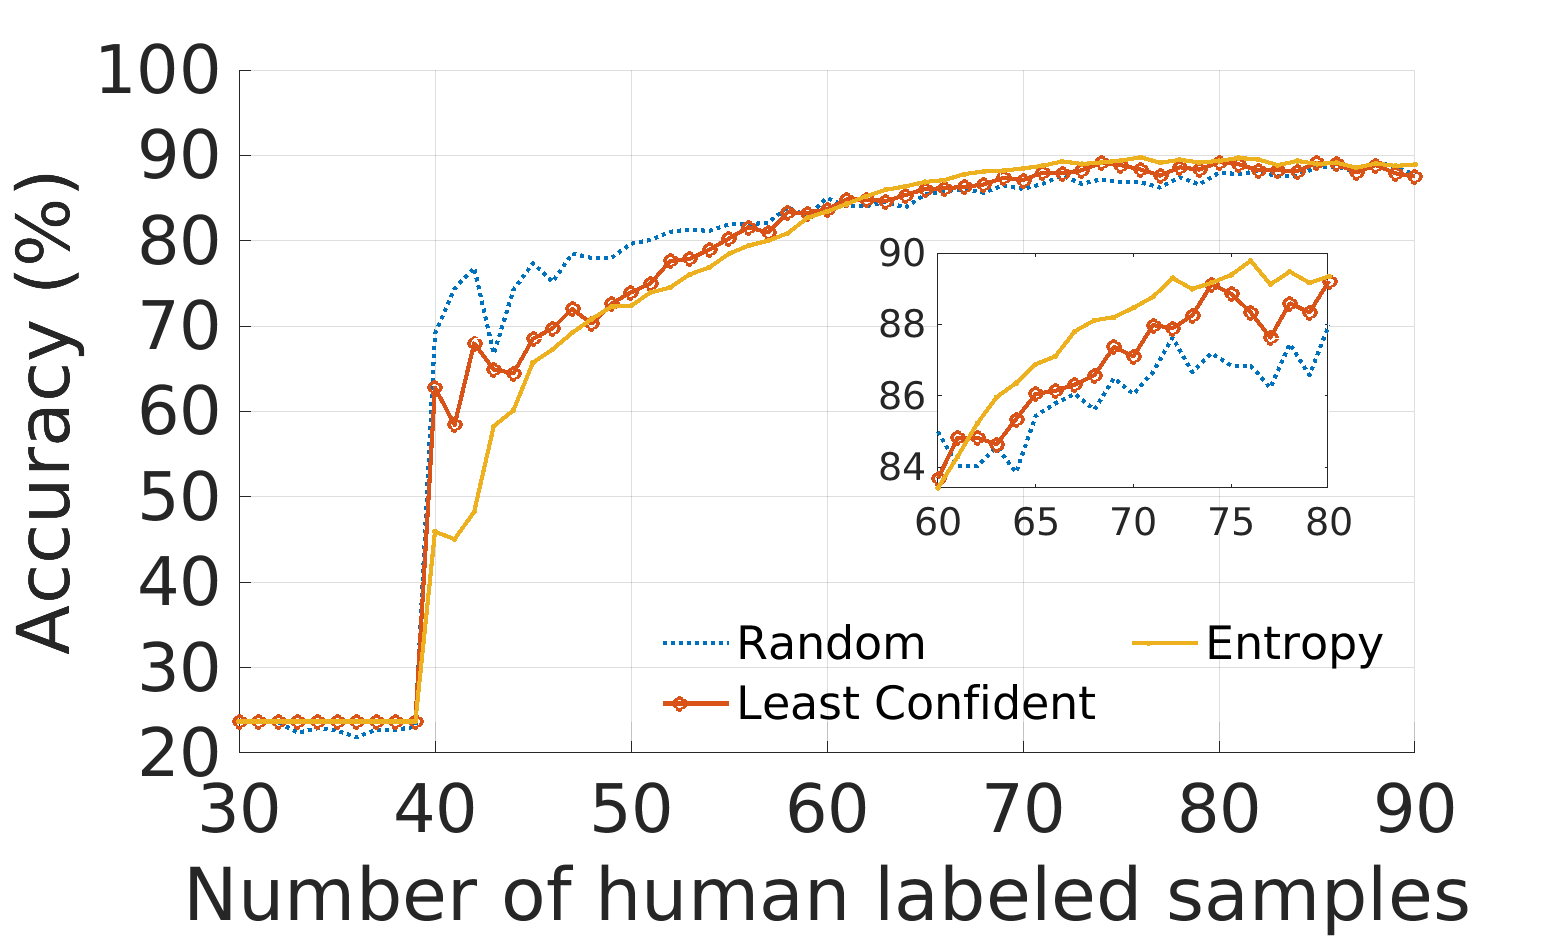 100
90
80
70
60
50
40
30
20
Accuracy (%)
90
88
86
84
60 65 70 75 80
Random
Entropy
Least Confident
30 40 50 60 70 80 90
Number of human labeled samples